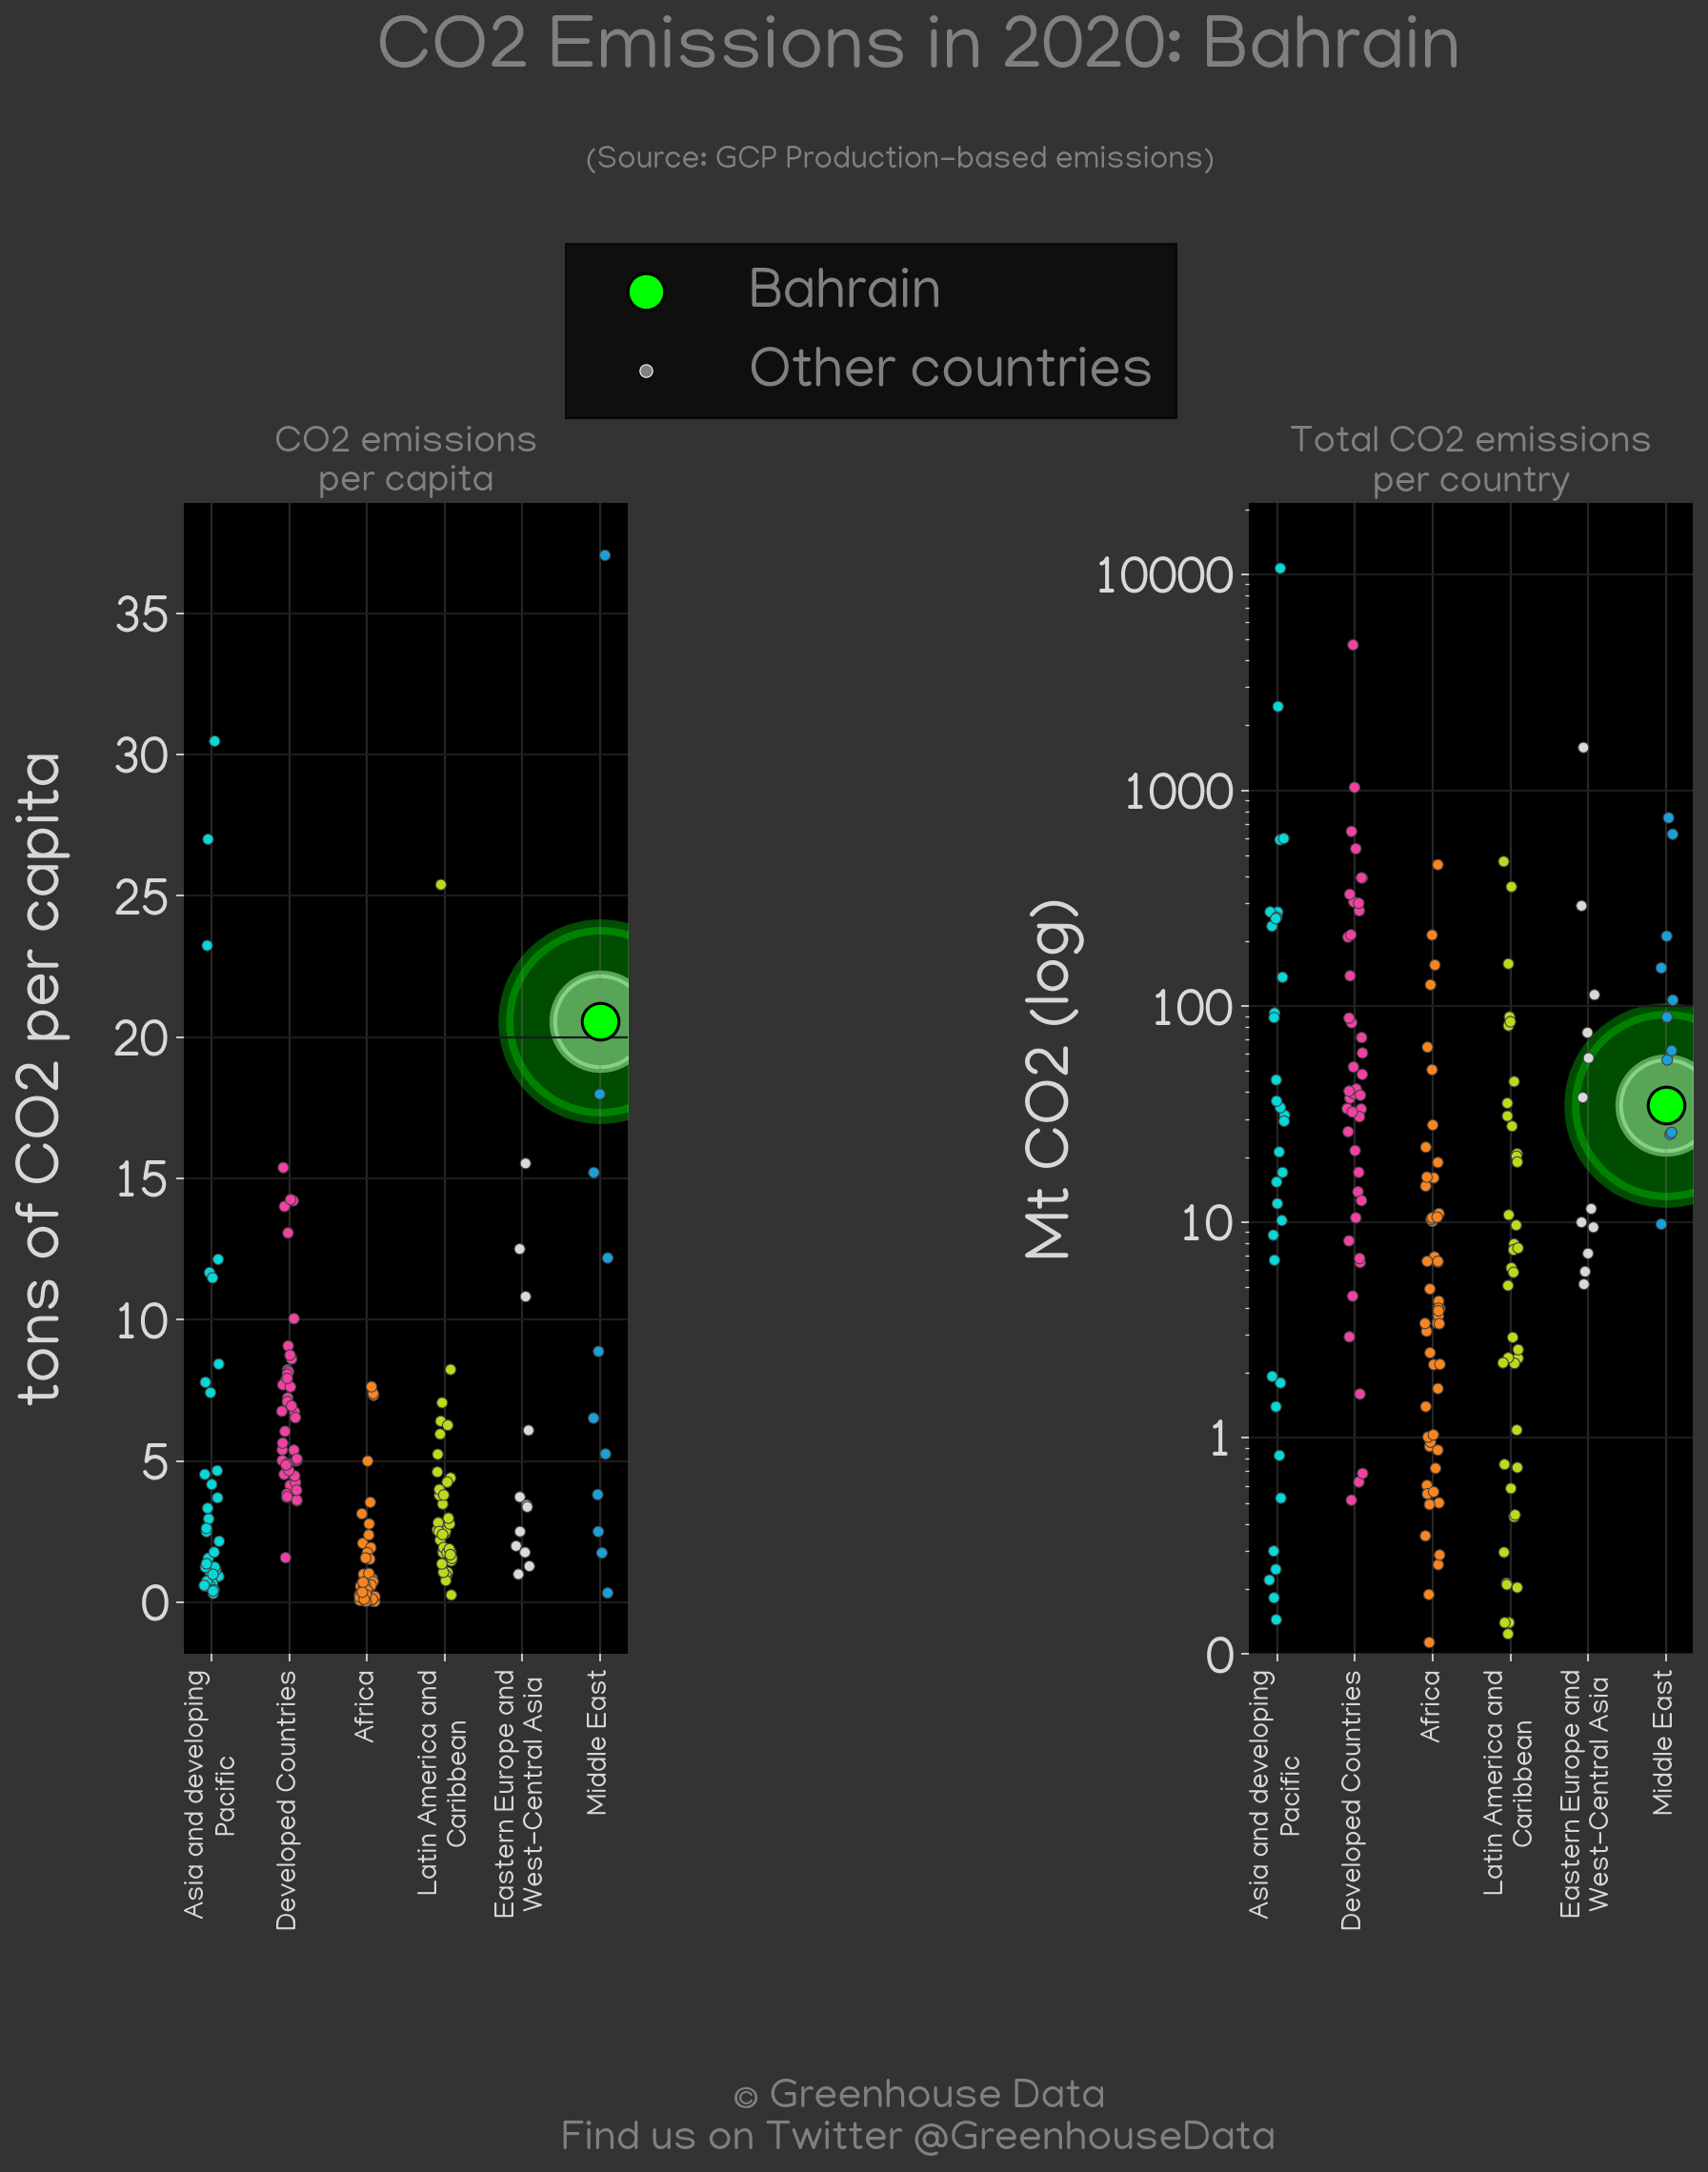 CO2 Emissions in 2020: Bahrain
(Source: GCP Production-based emissions)
Bahrain
Other countries
CO2 emissions
per capita
tons of CO2 per capita
35
30
25
20
15
10
5
0
Asia and developing
Pacific
Developed Countries
Africa
Latin America and
Caribbean
Eastern Europe and
West-Central Asia
Middle East
Total CO2 emissions
per country
Mt CO2 (log)
10000
1000
100
10
1
0
Asia and developing
Pacific
Developed Countries
Africa
Latin America and
Caribbean
Eastern Europe and
West-Central Asia
Middle East
© Greenhouse Data
Find us on Twitter @GreenhouseData